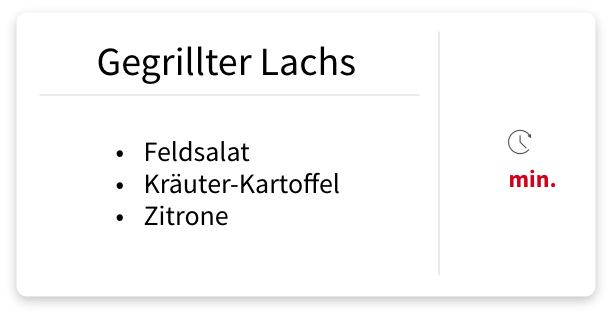 Gegrillter Lachs
• Feldsalat
• Kräuter-Kartoffel
• Zitrone
min.